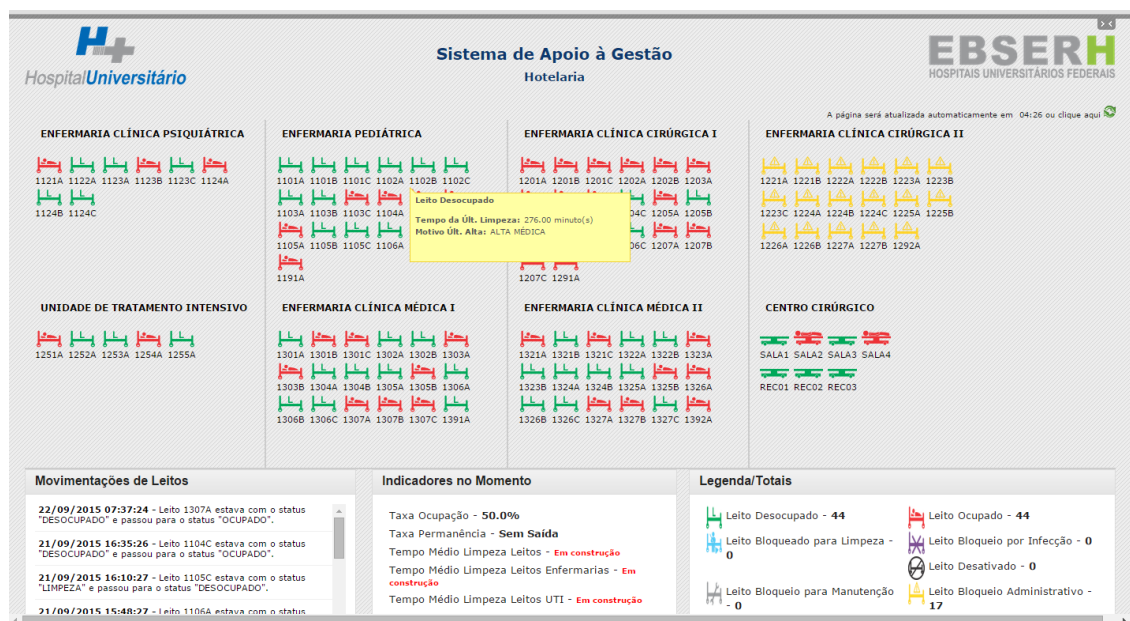 HospitalUniversitário
Sistema de Apoio à Gestão
Hotelaria
EBSERH
HOSPITAIS UNIVERSITÁRIOS FEDERAIS
A página será atualizada automaticamente em 04:26 ou clique aqui
ENFERMARIA CLÍNICA PSIQUIÁTRICA
1121A 1122A 1123A 1123B 1123C 1124A
1124B 1124C
ENFERMARIA PEDIÁTRICA
1101A 1101B 1101C 1102A 1102B 1102C
1103A 1103B 1103C 1104A
1105A 1105B 1105C 1106A
1191A
Leito Desocupado
Tempo da Últ. Limpeza: 276.00 minuto(s)
Motivo Últ. Alta: ALTA MÉDICA
ENFERMARIA CLÍNICA CIRÚRGICA I
1201A 1201B 1201C 1202A 1202B 1203A
04C 1205A 1205B
06C 1207A 1207B
1207C 1291A
ENFERMARIA CLÍNICA CIRÚRGICA II
1221A 1221B 1222A 1222B 1223A 1223B
1223C 1224A 1224B 1224C 1225A 1225B
1226A 1226B 1227A 1227B 1292A
UNIDADE DE TRATAMENTO INTENSIVO
1251A 1252A 1253A 1254A 1255A
ENFERMARIA CLÍNICA MÉDICA I
1301A 1301B 1301C 1302A 1302B 1303A
1303B 1304A 1304B 1305A 1305B 1306A
1306B 1306C 1307A 1307B 1307C 1391A
ENFERMARIA CLÍNICA MÉDICA II
1321A 1321B 1321C 1322A 1322B 1323A
1323B 1324A 1324B 1325A 1325B 1326A
1326B 1326C 1327A 1327B 1327C 1392A
CENTRO CIRÚRGICO
SALA1 SALA2 SALA3 SALA4
REC01 REC02 REC03
Movimentações de Leitos
22/09/2015 07:37:24 - Leito 1307A estava com o status
"DESOCUPADO" e passou para o status "OCUPADO".
21/09/2015 16:35:26 - Leito 1104C estava com o status
"DESOCUPADO" e passou para o status "OCUPADO".
21/09/2015 16:10:27 - Leito 1105C estava com o status
"LIMPEZA" e passou para o status "DESOCUPADO".
21/09/2015 15:48:27 - Leito 1106A estava com o status
Indicadores no Momento
Taxa Ocupação - 50.0%
Taxa Permanência - Sem Saída
Tempo Médio Limpeza Leitos - Em construção
Tempo Médio Limpeza Leitos Enfermarias - Em
construção
Tempo Médio Limpeza Leitos UTI - Em construção
Legenda/Totais
Leito Desocupado - 44
Leito Ocupado - 44
Leito Bloqueado para Limpeza -
0
Leito Bloqueio por Infecção - 0
Leito Desativado - 0
Leito Bloqueio para Manutenção
- 0
Leito Bloqueio Administrativo -
17